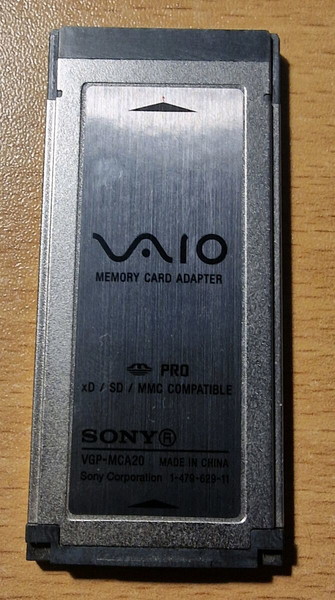 VAIO
MEMORY CARD ADAPTER
PRO
xD / SD / MMC COMPATIBLE
SONY®
VGP-MCA20 MADE IN CHINA
Sony Corporation 1-479-629-11